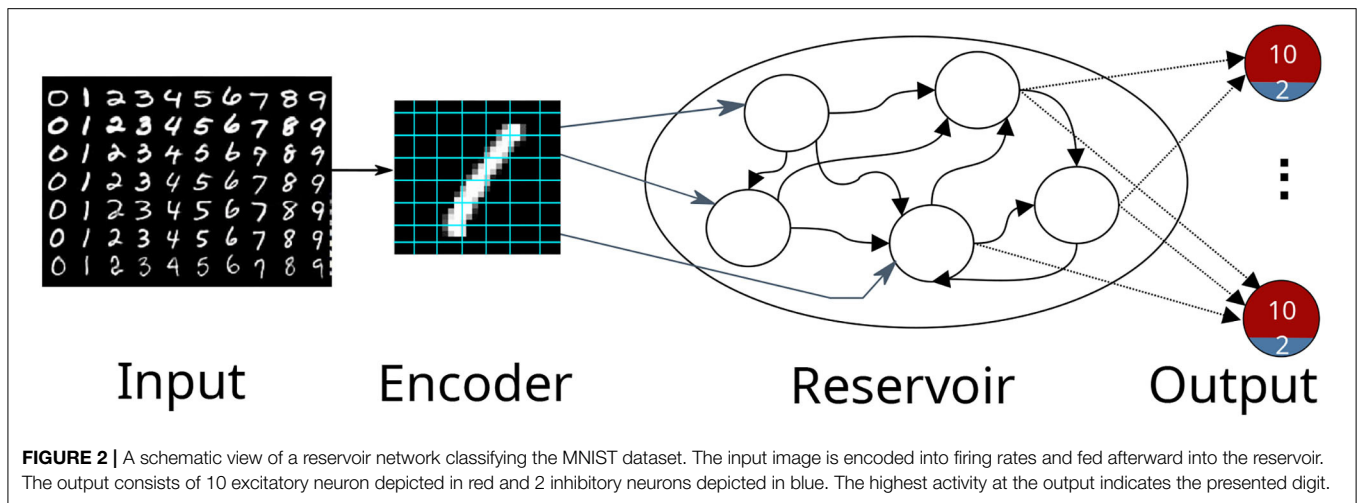 0 1 2 3 4 5 6 7 8 9
0 1 2 3 4 5 6 7 8 9
0 1 2 3 4 5 6 7 8 9
0 1 2 3 4 5 6 7 8 9
0 1 2 3 4 5 6 7 8 9
0 1 2 3 4 5 6 7 8 9
0 1 2 3 4 5 6 7 8 9
10
2
10
2
Input
Encoder
Reservoir
Output
FIGURE 2 | A schematic view of a reservoir network classifying the MNIST dataset. The input image is encoded into firing rates and fed afterward into the reservoir.
The output consists of 10 excitatory neuron depicted in red and 2 inhibitory neurons depicted in blue. The highest activity at the output indicates the presented digit.